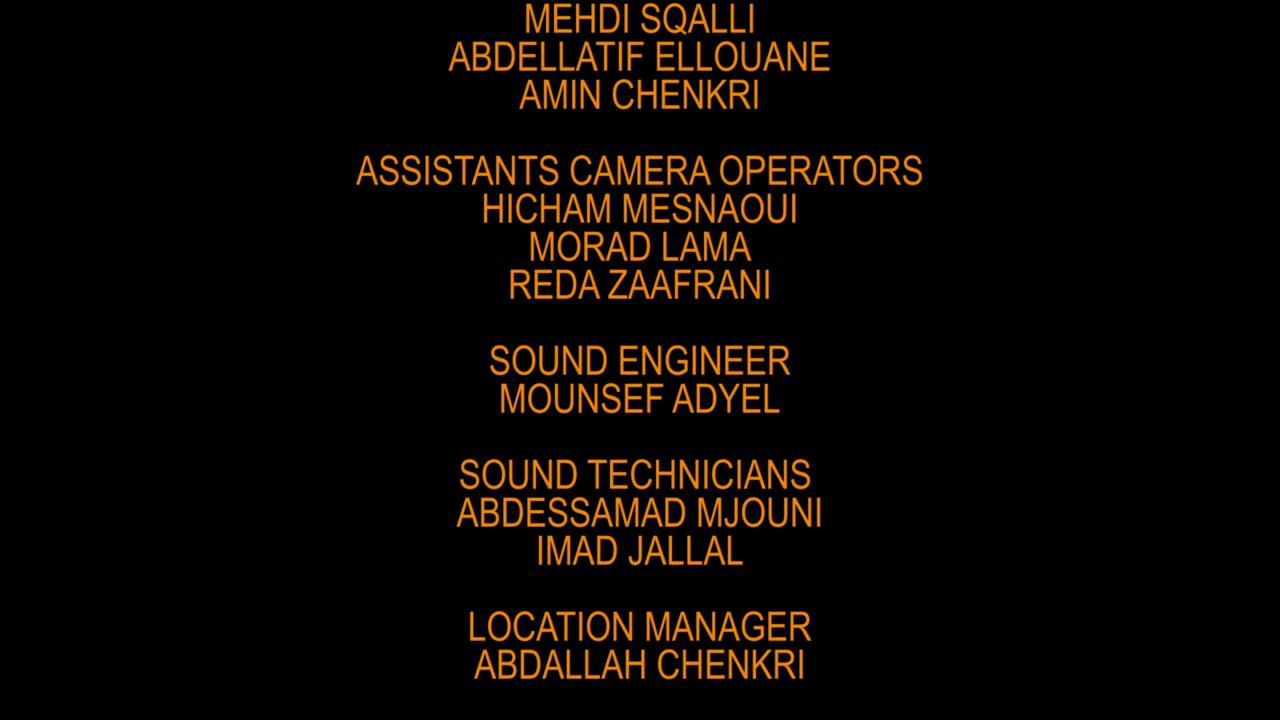 MEHDI SQALLI
ABDELLATIF ELLOUANE
AMIN CHENKRI
ASSISTANTS CAMERA OPERATORS
HICHAM MESNAOUI
MORAD LAMA
REDA ZAAFRANI
SOUND ENGINEER
MOUNSEF ADYEL
SOUND TECHNICIANS
ABDESSAMAD MJOUNI
IMAD JALLAL
LOCATION MANAGER
ABDALLAH CHENKRI